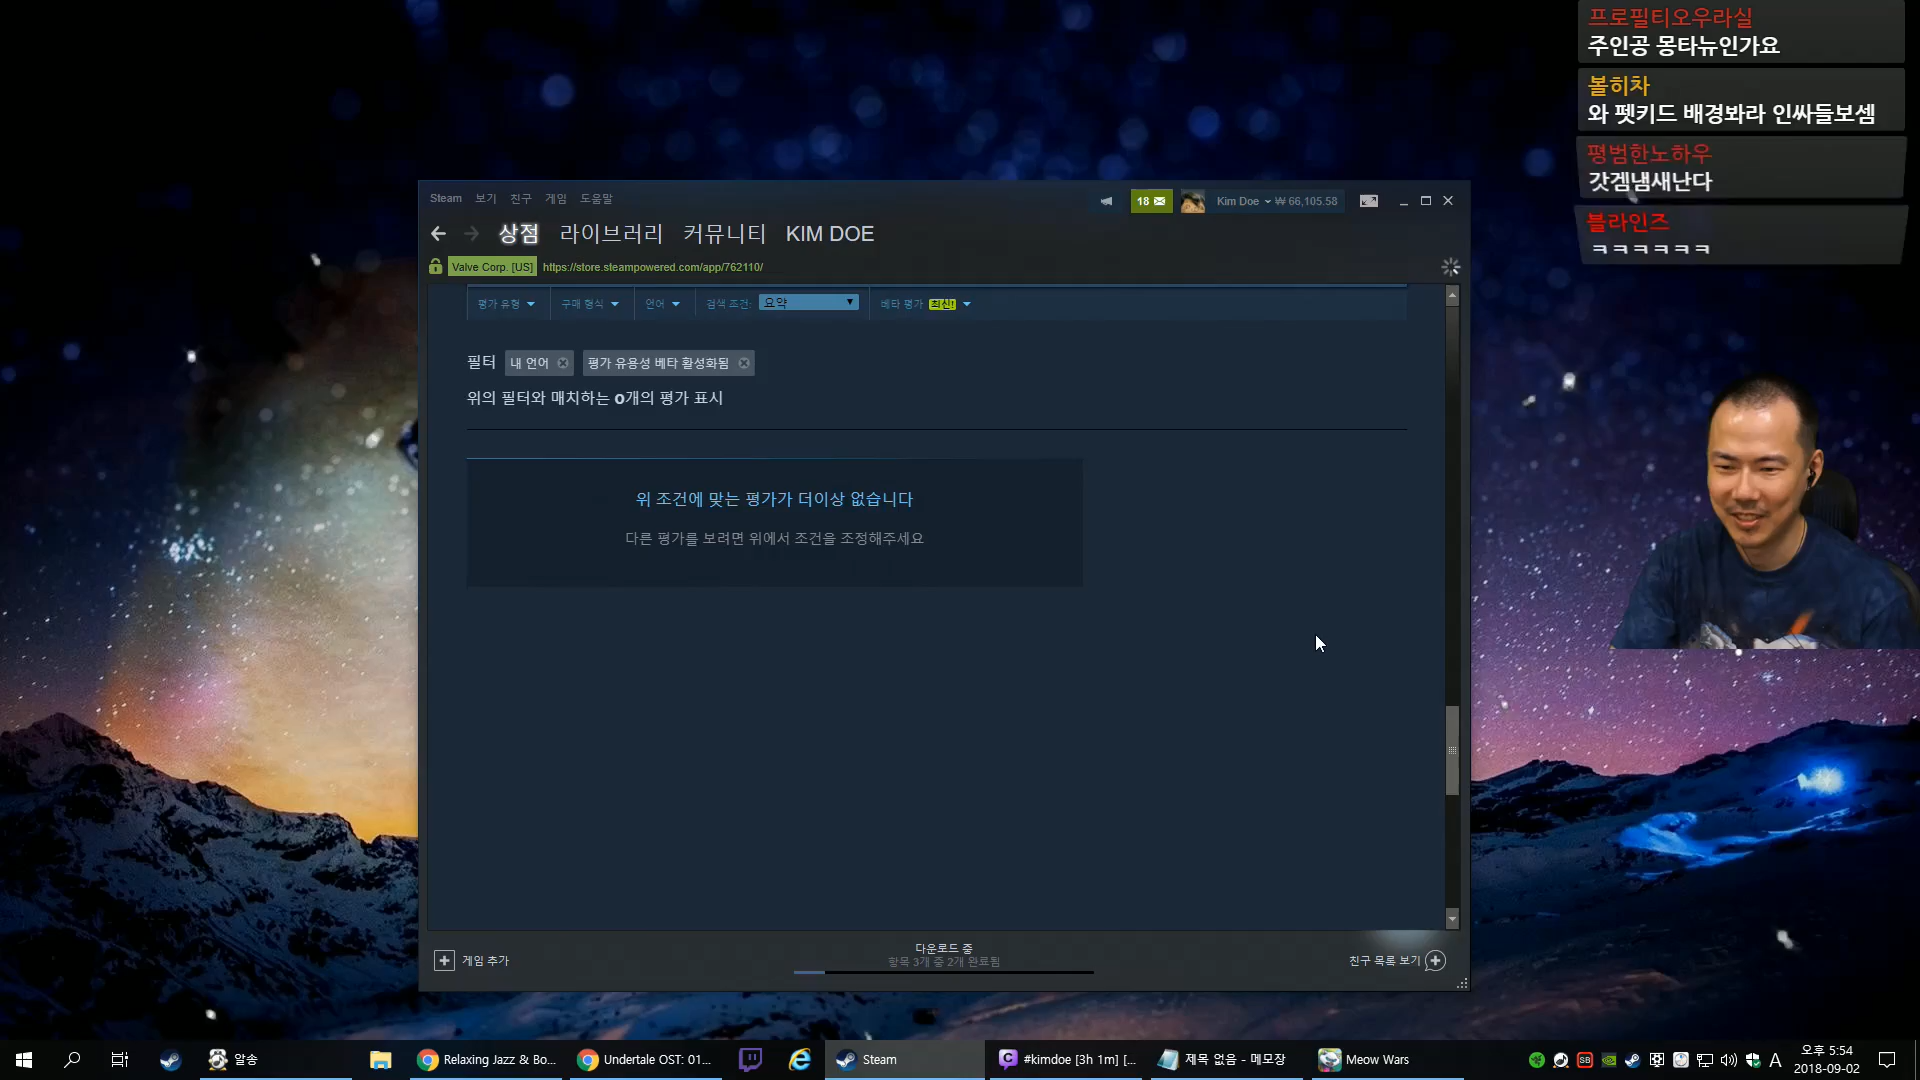 프로필티오우라실
주인공 몽타뉴인가요
볼히차
와 펫키드 배경봐라 인싸들보셈
평범한노하우
갓겜냄새난다
블라인즈
ㅋㅋㅋㅋㅋㅋ
Steam 보기 친구 게임 도움말
18
Kim Doe ₩ 66,105.58
상점 라이브러리 커뮤니티 KIM DOE
Valve Corp. [US] https://store.steampowered.com/app/762110/
평가 유형 구매 형식 언어 검색 조건: 요약 베타 평가 최신!
필터 내 언어 평가 유용성 베타 활성화됨
위의 필터와 매치하는 0개의 평가 표시
위 조건에 맞는 평가가 더이상 없습니다
다른 평가를 보려면 위에서 조건을 조정해주세요
게임 추가
다운로드 중
항목 3개 중 2개 완료됨
친구 목록 보기
알송
Relaxing Jazz & Bo...
Undertale OST: 01...
Steam
#kimdoe [3h 1m] [...
제목 없음 - 메모장
Meow Wars
SB
A
오후 5:54
2018-09-02